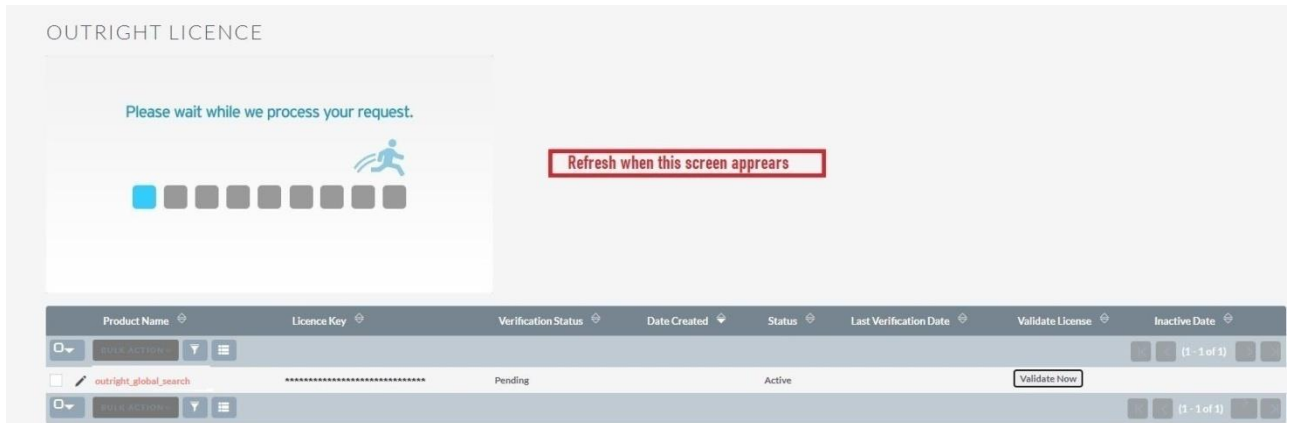 OUTRIGHT LICENCE
Please wait while we process your request.
Refresh when this screen apprears
Product Name Licence Key Verification Status Date Created Status Last Verification Date Validate License Inactive Date
BULK ACTION (1 - 1 of 1)
outright_global_search ****************************** Pending Active Validate Now
BULK ACTION (1 - 1 of 1)